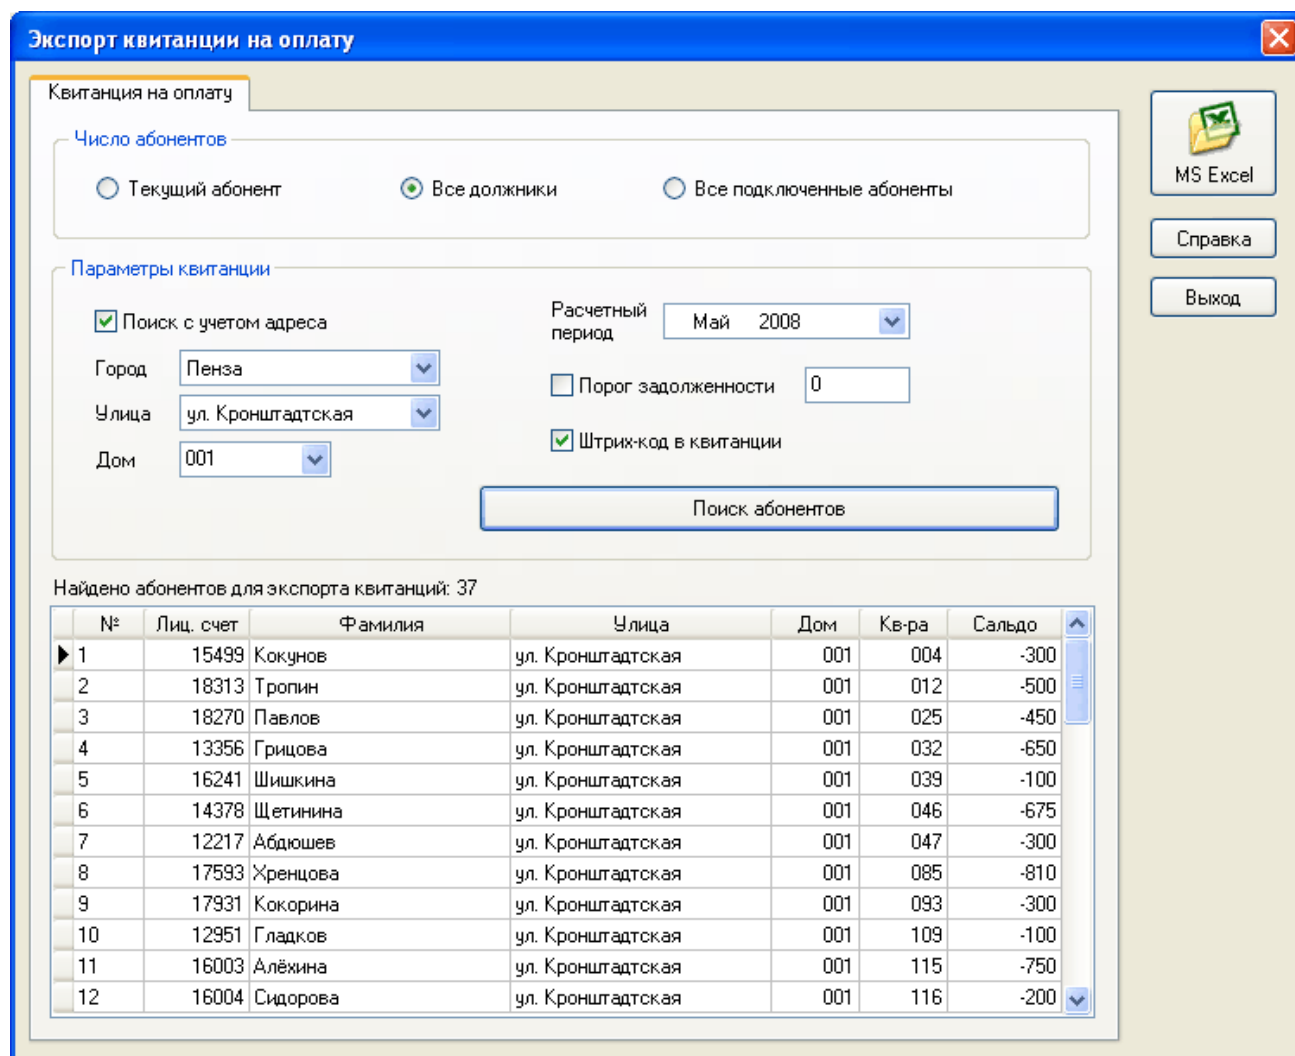 Экспорт квитанции на оплату
Квитанция на оплату
Число абонентов
Текущий абонент Все должники Все подключенные абоненты
MS Excel
Справка
Выход
Параметры квитанции
Поиск с учетом адреса
Расчетный период Май 2008
Город Пенза
Порог задолженности 0
Улица ул. Кронштадтская
Штрих-код в квитанции
Дом 001
Поиск абонентов
Найдено абонентов для экспорта квитанций: 37
№ Лиц. счет Фамилия Улица Дом Кв-ра Сальдо
1 15499 Кокунов ул. Кронштадтская 001 004 -300
2 18313 Тропин ул. Кронштадтская 001 012 -500
3 18270 Павлов ул. Кронштадтская 001 025 -450
4 13356 Грицова ул. Кронштадтская 001 032 -650
5 16241 Шишкина ул. Кронштадтская 001 039 -100
6 14378 Щетинина ул. Кронштадтская 001 046 -675
7 12217 Абдюшев ул. Кронштадтская 001 047 -300
8 17593 Хренцова ул. Кронштадтская 001 085 -810
9 17931 Кокорина ул. Кронштадтская 001 093 -300
10 12951 Гладков ул. Кронштадтская 001 109 -100
11 16003 Алёхина ул. Кронштадтская 001 115 -750
12 16004 Сидорова ул. Кронштадтская 001 116 -200